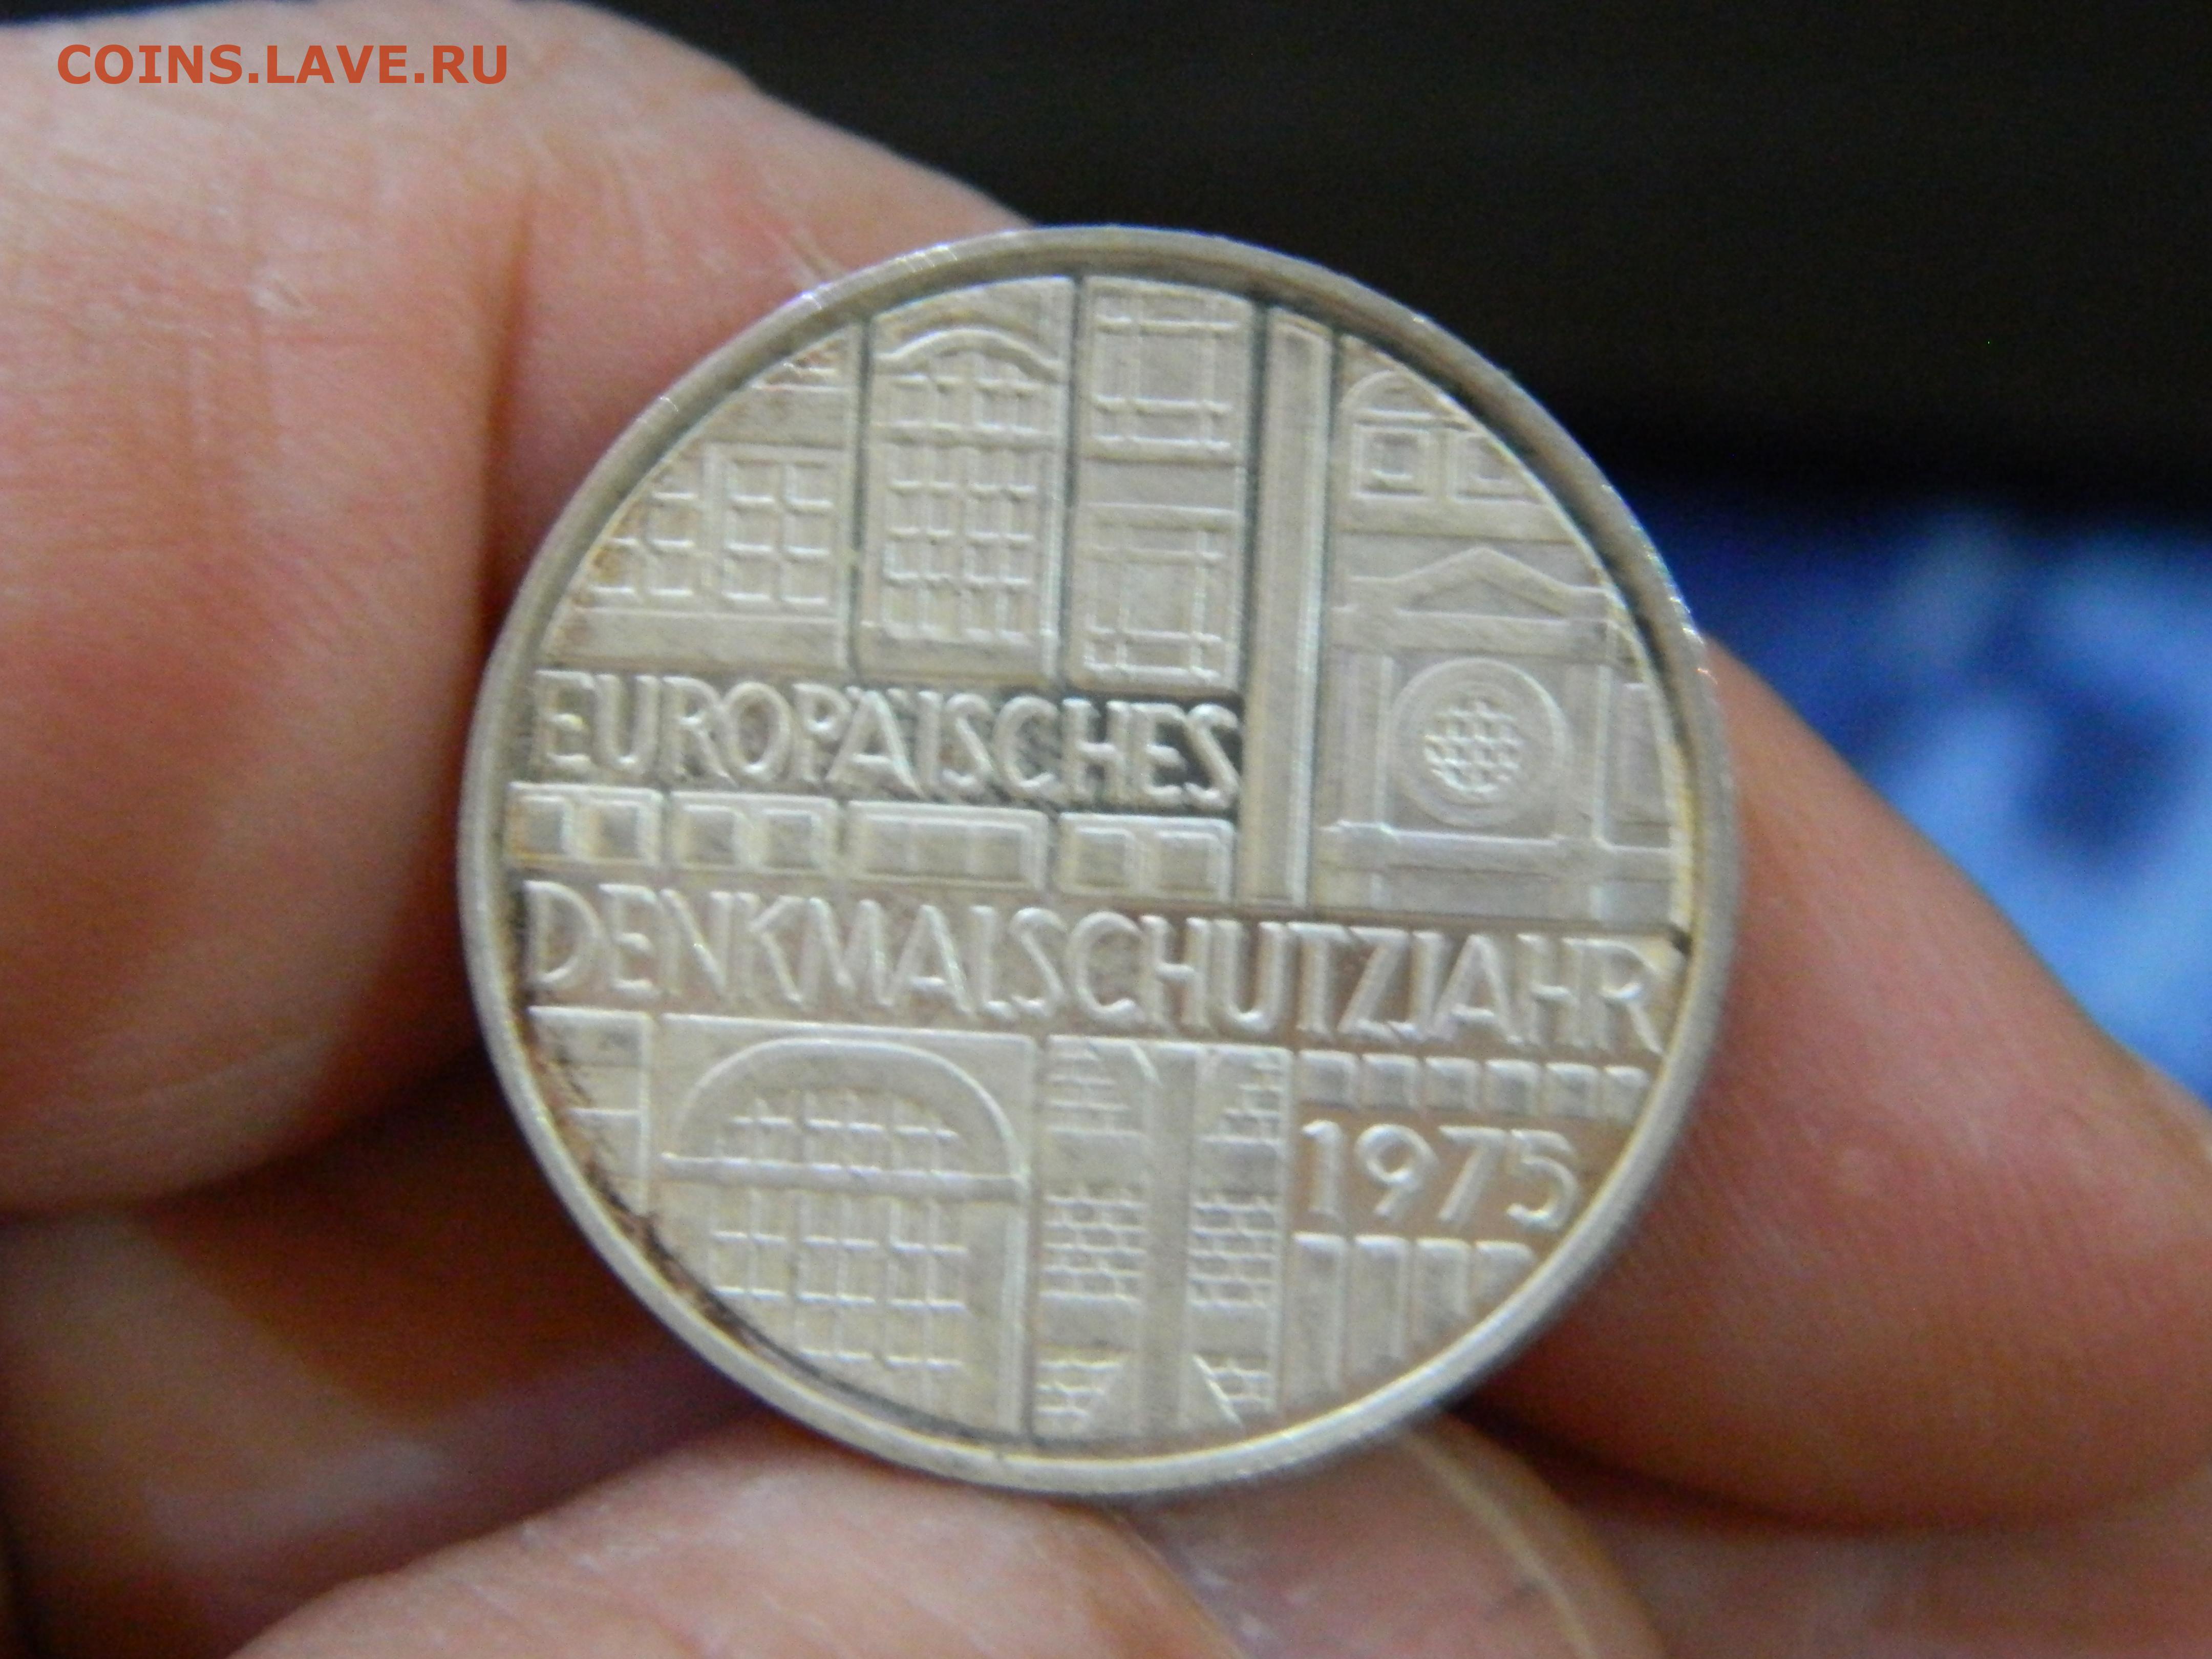 COINS.LAVE.RU
EUROPÄISCHES
DENKMALSCHUTZJAHR
1975